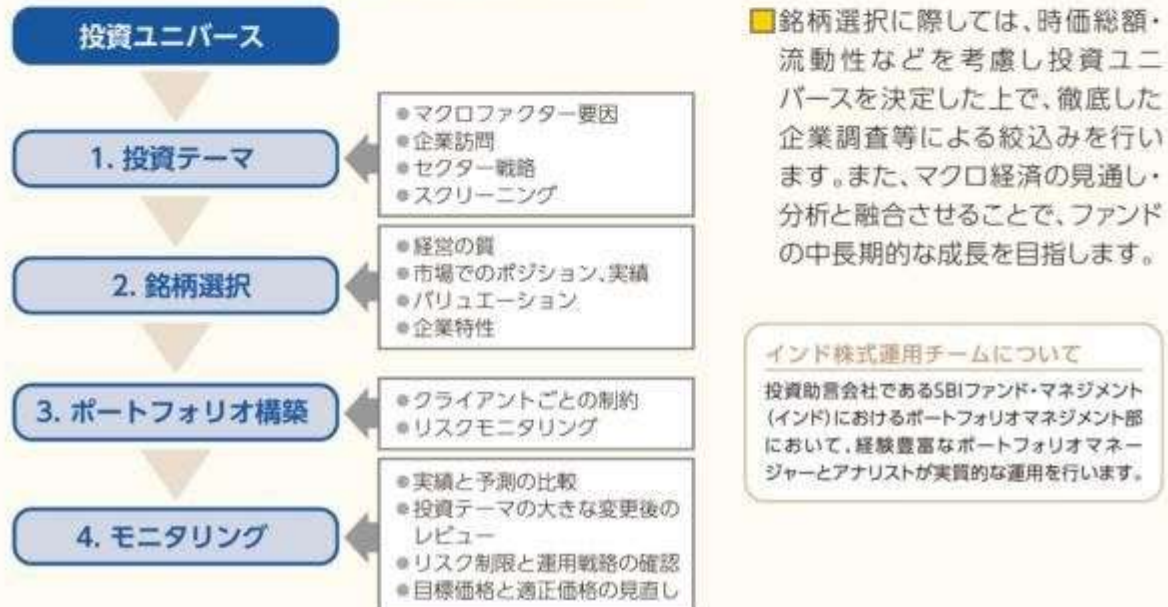 投資ユニバース
1. 投資テーマ
●マクロファクター要因
●企業訪問
●セクター戦略
●スクリーニング
2. 銘柄選択
●経営の質
●市場でのポジション、実績
●バリュエーション
●企業特性
3. ポートフォリオ構築
●クライアントごとの制約
●リスクモニタリング
4. モニタリング
●実績と予測の比較
●投資テーマの大きな変更後の
レビュー
●リスク制限と運用戦略の確認
●目標価格と適正価格の見直し
■銘柄選択に際しては、時価総額・
流動性などを考慮し投資ユニ
バースを決定した上で、徹底した
企業調査等による絞込みを行い
ます。また、マクロ経済の見通し・
分析と融合させることで、ファンド
の中長期的な成長を目指します。
インド株式運用チームについて
投資助言会社であるSBIファンド・マネジメント
(インド)におけるポートフォリオマネジメント部
において、経験豊富なポートフォリオマネー
ジャーとアナリストが実質的な運用を行います。